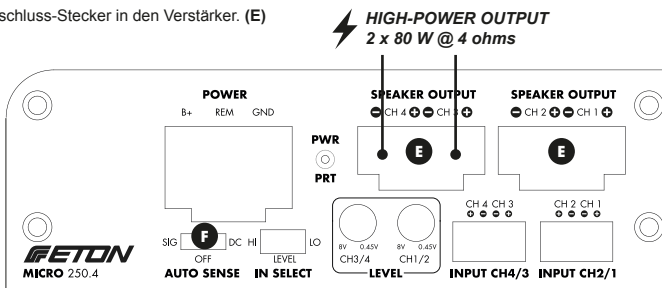 schluss-Stecker in den Verstärker. (E)
HIGH-POWER OUTPUT
2 x 80 W @ 4 ohms
POWER
B+ REM GND
PWR
PRT
SPEAKER OUTPUT
⊖ CH 4 ⊕ ⊖ CH 3 ⊕
E
SPEAKER OUTPUT
⊖ CH 2 ⊕ ⊖ CH 1 ⊕
E
ETON
MICRO 250.4
SIG F DC
OFF
AUTO SENSE
HI LO
LEVEL
IN SELECT
8V 0.45V
CH3/4
8V 0.45V
CH1/2
LEVEL
CH 4 CH 3
⊕ ⊖ ⊖ ⊕
INPUT CH4/3
CH 2 CH 1
⊕ ⊖ ⊖ ⊕
INPUT CH2/1